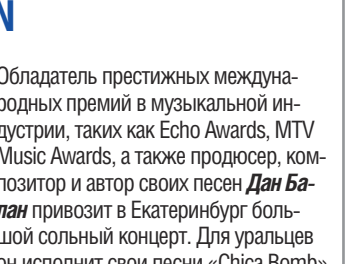 N
Обладатель престижных междуна-
родных премий в музыкальной ин-
дустрии, таких как Echo Awards, MTV
Music Awards, а также продюсер, ком-
позитор и автор своих песен Дан Ба-
лан привозит в Екатеринбург боль-
шой сольный концерт. Для уральцев
он исполнит свои песни «Chica Bomb»